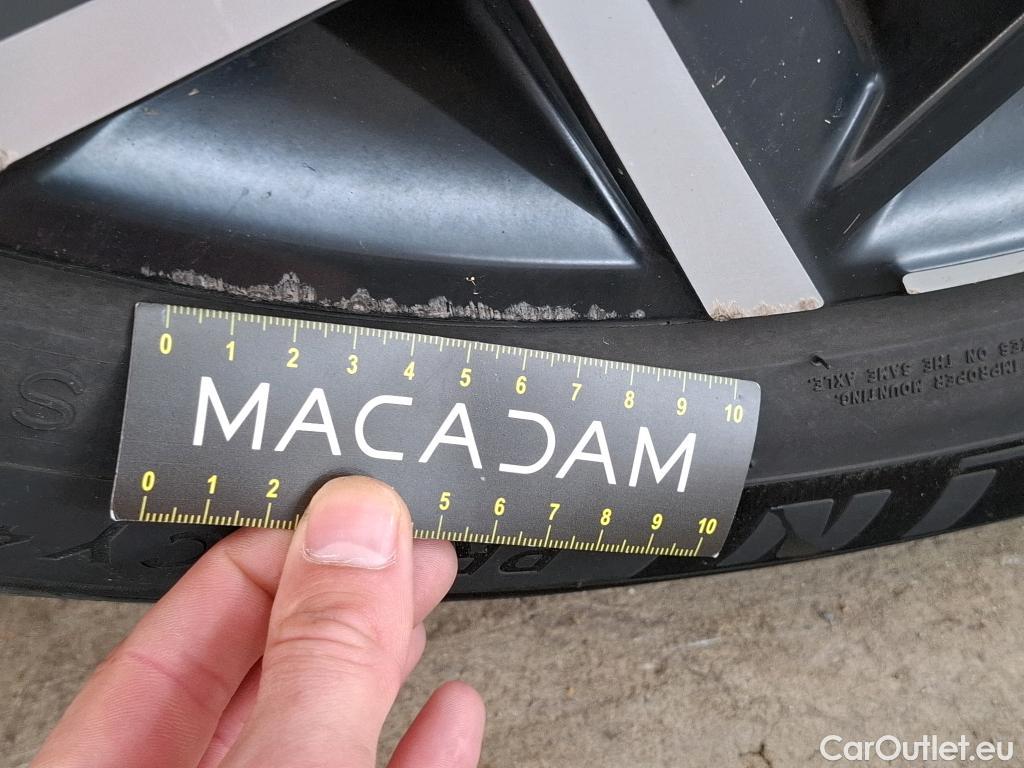 0 1 2 3 4 5 6 7 8 9 10
MACADAM
0 1 2 5 6 7 8 9 10
IMPROPER MOUNTING.
ON THE SAME AXLE.
S
CarOutlet.eu